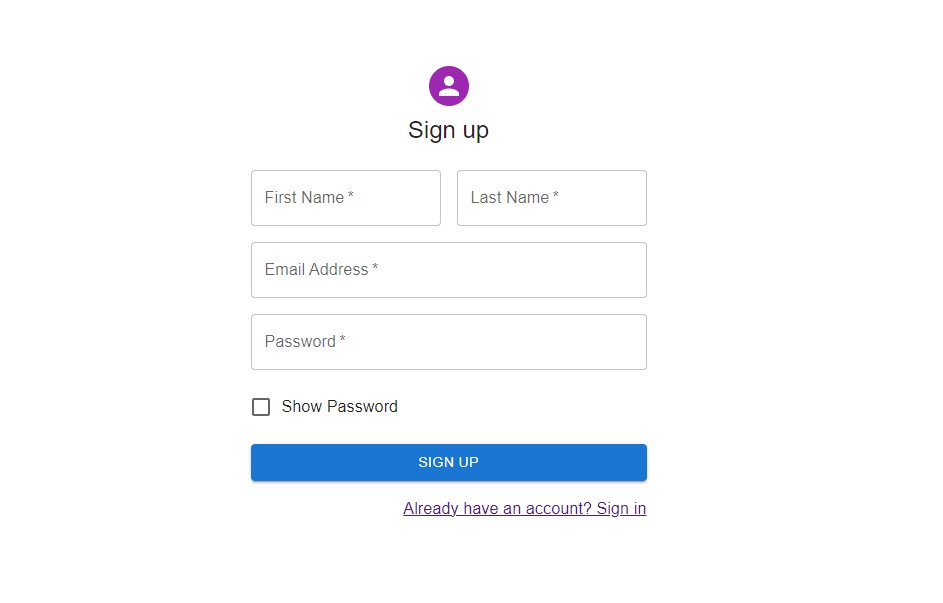 Sign up
First Name *
Last Name *
Email Address *
Password *
Show Password
SIGN UP
Already have an account? Sign in